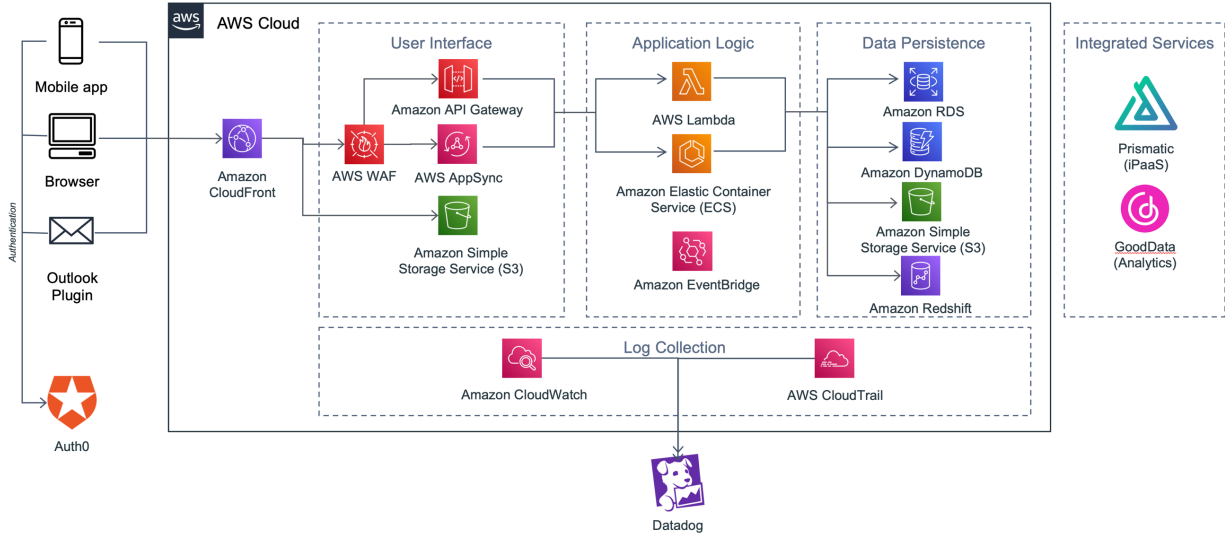 aws
AWS Cloud
Mobile app
Browser
Outlook
Plugin
Authentication
Auth0
Amazon
CloudFront
User Interface
Amazon API Gateway
AWS WAF
AWS AppSync
Amazon Simple
Storage Service (S3)
Application Logic
AWS Lambda
Amazon Elastic Container
Service (ECS)
Amazon EventBridge
Data Persistence
Amazon RDS
Amazon DynamoDB
Amazon Simple
Storage Service (S3)
Amazon Redshift
Integrated Services
Prismatic
(iPaaS)
GoodData
(Analytics)
Log Collection
Amazon CloudWatch
AWS CloudTrail
Datadog